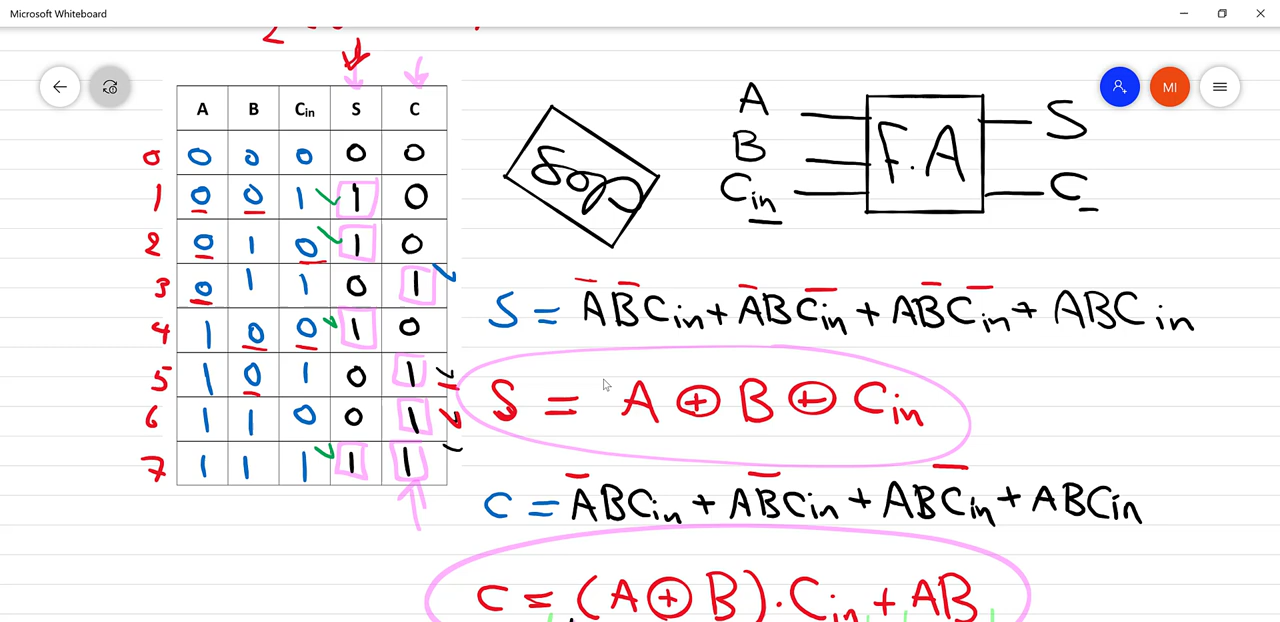 Microsoft Whiteboard
MI
A B Cin S C
0 0 0 0 0 0
1 0 0 1 1 0
2 0 1 0 1 0
3 0 1 1 0 1
4 1 0 0 1 0
5 1 0 1 0 1
6 1 1 0 0 1
7 1 1 1 1 1
Sop
A
B
Cin
F.A
S
C
S = A̅B̅Cin + A̅BC̅in + AB̅C̅in + ABCin
S = A ⊕ B ⊕ Cin
C = A̅BCin + AB̅Cin + ABC̅in + ABCin
C = (A ⊕ B) . Cin + AB